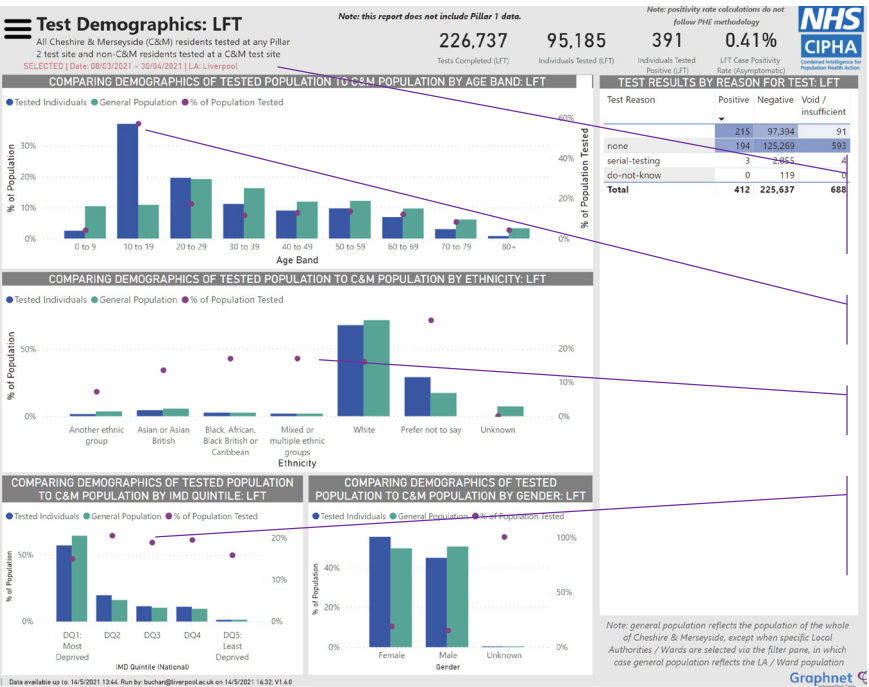 Test Demographics: LFT
All Cheshire & Merseyside (C&M) residents tested at any Pillar
2 test site and non-C&M residents tested at a C&M test site
SELECTED | Date: 08/03/2021 - 30/04/2021 | LA: Liverpool
Note: this report does not include Pillar 1 data.
226,737
Tests Completed (LFT)
95,185
Individuals Tested (LFT)
Note: positivity rate calculations do not
follow PHE methodology
391
Individuals Tested
Positive (LFT)
0.41%
LFT Case Positivity
Rate (Asymptomatic)
NHS
CIPHA
Combined Intelligence for
Population Health Action
COMPARING DEMOGRAPHICS OF TESTED POPULATION TO C&M POPULATION BY AGE BAND: LFT
Tested Individuals General Population % of Population Tested
% of Population
30%
20%
10%
0%
60%
40%
20%
0%
% of Population Tested
0 to 9 10 to 19 20 to 29 30 to 39 40 to 49 50 to 59 60 to 69 70 to 79 80+
Age Band
TEST RESULTS BY REASON FOR TEST: LFT
Test Reason Positive Negative Void /
insufficient
215 97,394 91
none 194 125,269 593
serial-testing 3 2,855 4
do-not-know 0 119 0
Total 412 225,637 688
COMPARING DEMOGRAPHICS OF TESTED POPULATION TO C&M POPULATION BY ETHNICITY: LFT
Tested Individuals General Population % of Population Tested
% of Population
50%
0%
20%
10%
0%
Another ethnic
group
Asian or Asian
British
Black, African,
Black British or
Caribbean
Mixed or
multiple ethnic
groups
White
Prefer not to say
Unknown
Ethnicity
COMPARING DEMOGRAPHICS OF TESTED POPULATION
TO C&M POPULATION BY IMD QUINTILE: LFT
Tested Individuals General Population % of Population Tested
% of Population
50%
0%
20%
10%
0%
DQ1:
Most
Deprived
DQ2
DQ3
DQ4
DQ5:
Least
Deprived
IMD Quintile (National)
COMPARING DEMOGRAPHICS OF TESTED
POPULATION TO C&M POPULATION BY GENDER: LFT
Tested Individuals General Population % of Population Tested
% of Population
40%
20%
0%
100%
50%
0%
Female Male Unknown
Gender
Note: general population reflects the population of the whole
of Cheshire & Merseyside, except when specific Local
Authorities / Wards are selected via the filter pane, in which
case general population reflects the LA / Ward population
Data available up to: 14/5/2021 13:44. Run by: buchan@liverpool.ac.uk on 14/5/2021 16:32; V1.6.0
Graphnet